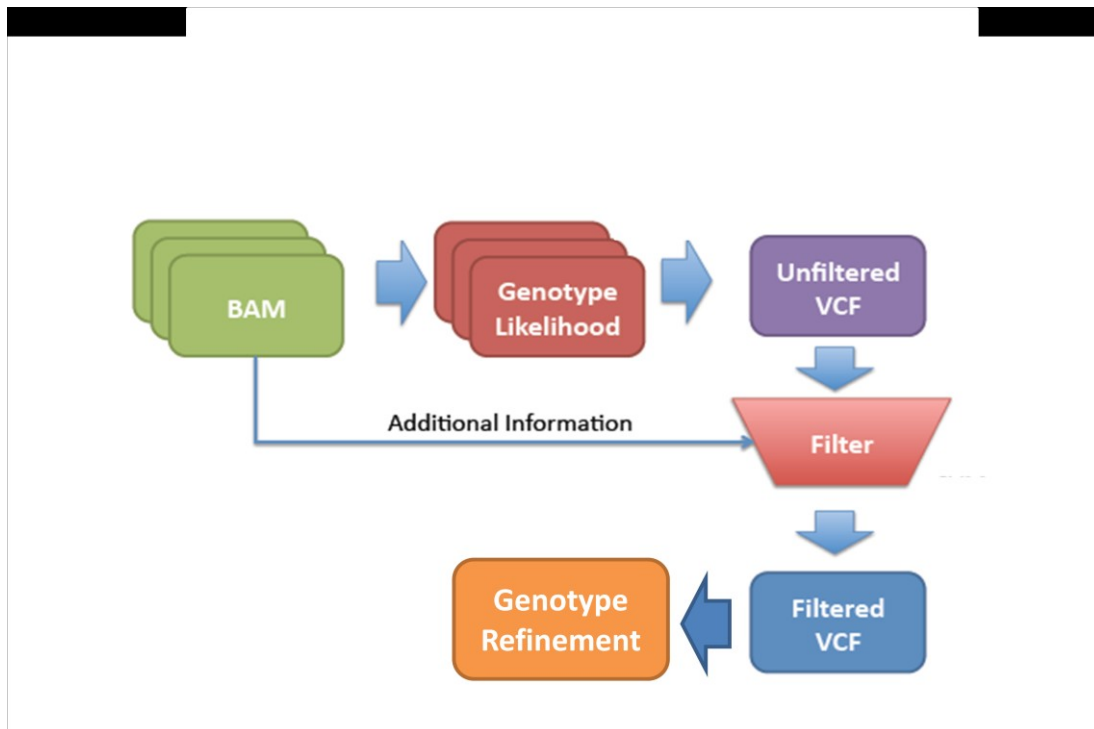 BAM
Genotype
Likelihood
Unfiltered
VCF
Additional Information
Filter
Genotype
Refinement
Filtered
VCF